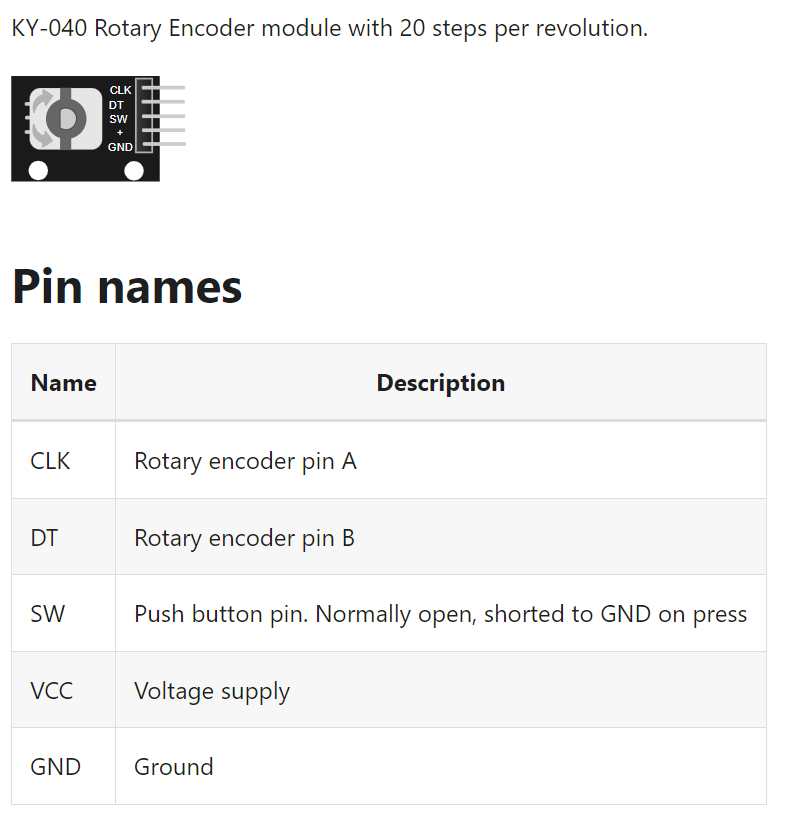 KY-040 Rotary Encoder module with 20 steps per revolution.
CLK
DT
SW
+
GND
Pin names
Name Description
CLK Rotary encoder pin A
DT Rotary encoder pin B
SW Push button pin. Normally open, shorted to GND on press
VCC Voltage supply
GND Ground